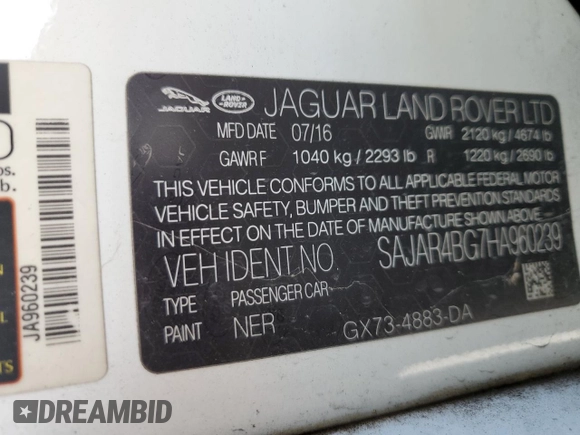 JAGUAR LAND-ROVER JAGUAR LAND ROVER LTD
MFD DATE 07/16 GWR 2120 kg / 4674 lb
GAWR F 1040 kg / 2293 lb R 1220 kg / 2690 lb
THIS VEHICLE CONFORMS TO ALL APPLICABLE FEDERAL MOTOR
VEHICLE SAFETY, BUMPER AND THEFT PREVENTION STANDARDS
IN EFFECT ON THE DATE OF MANUFACTURE SHOWN ABOVE.
VEH IDENT NO. SAJAR4BG7HA960239
TYPE PASSENGER CAR
PAINT NER GX73-4883-DA
JA960239
os.
b.
N
L
TS
DREAMBID